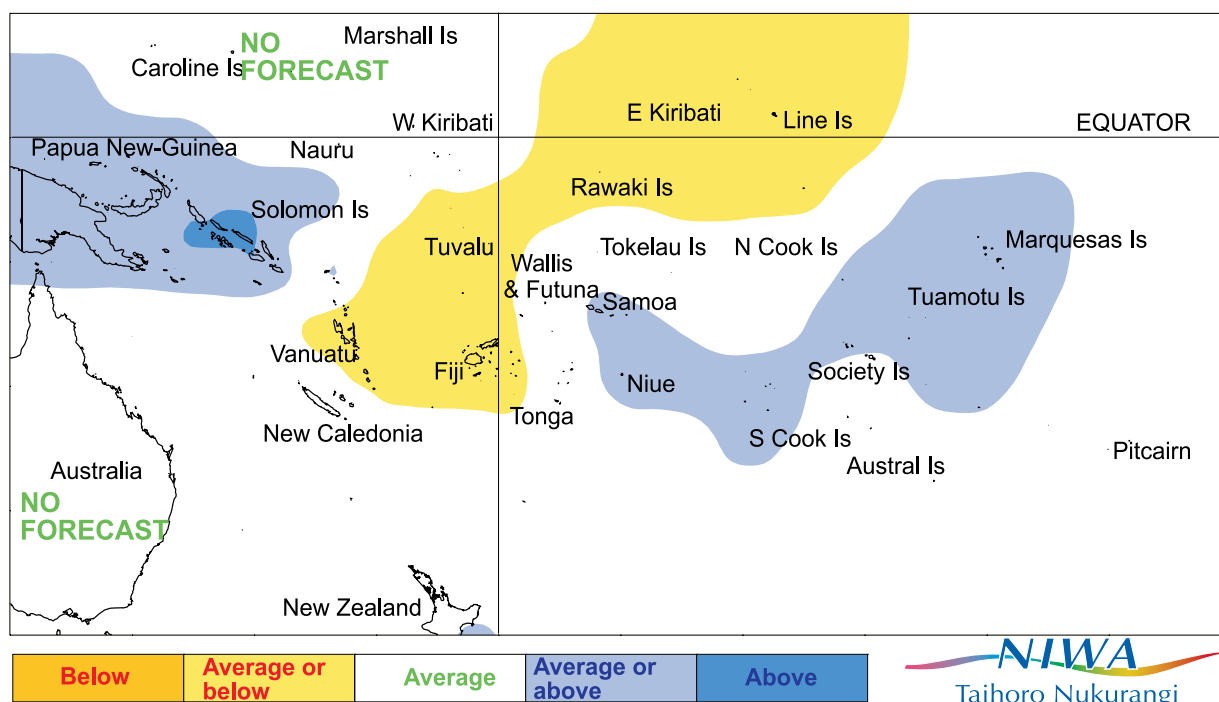 Marshall Is
NO
FORECAST
Caroline Is
W Kiribati
E Kiribati
Line Is
EQUATOR
Papua New-Guinea
Nauru
Rawaki Is
Solomon Is
Tuvalu
Tokelau Is
N Cook Is
Marquesas Is
Wallis
& Futuna
Samoa
Tuamotu Is
Vanuatu
Fiji
Niue
Society Is
Tonga
New Caledonia
S Cook Is
Austral Is
Pitcairn
Australia
NO
FORECAST
New Zealand
Below
Average or
below
Average
Average or
above
Above
NIWA
Taihoro Nukurangi